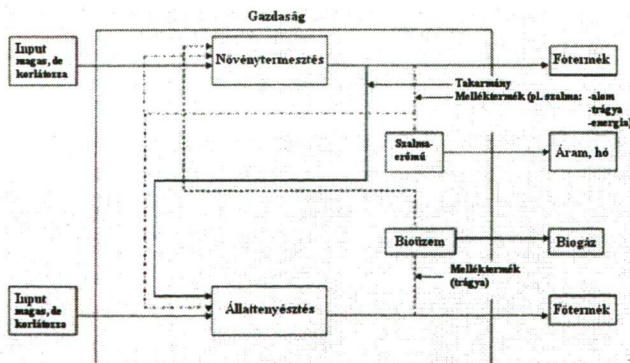 Gazdaság
Input
magas, de
korlátozza
Növénytermesztés
Főtermék
Takarmány
Melléktermék (pl. szalma: -alom
-trágya
-energia)
Szalma-
erőmű
Áram, hő
Bioüzem
Biogáz
Melléktermék
(trágya)
Input
magas, de
korlátozza
Állattenyésztés
Főtermék